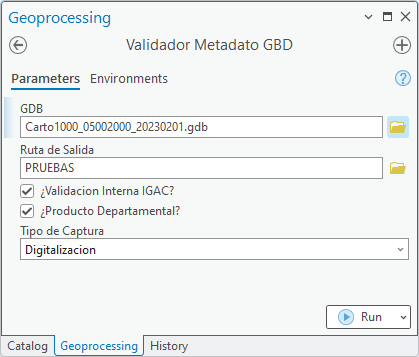 Geoprocessing
Validador Metadato GBD
Parameters Environments
GDB
Carto1000_05002000_20230201.gdb
Ruta de Salida
PRUEBAS
¿Validacion Interna IGAC?
¿Producto Departamental?
Tipo de Captura
Digitalizacion
Run
Catalog Geoprocessing History